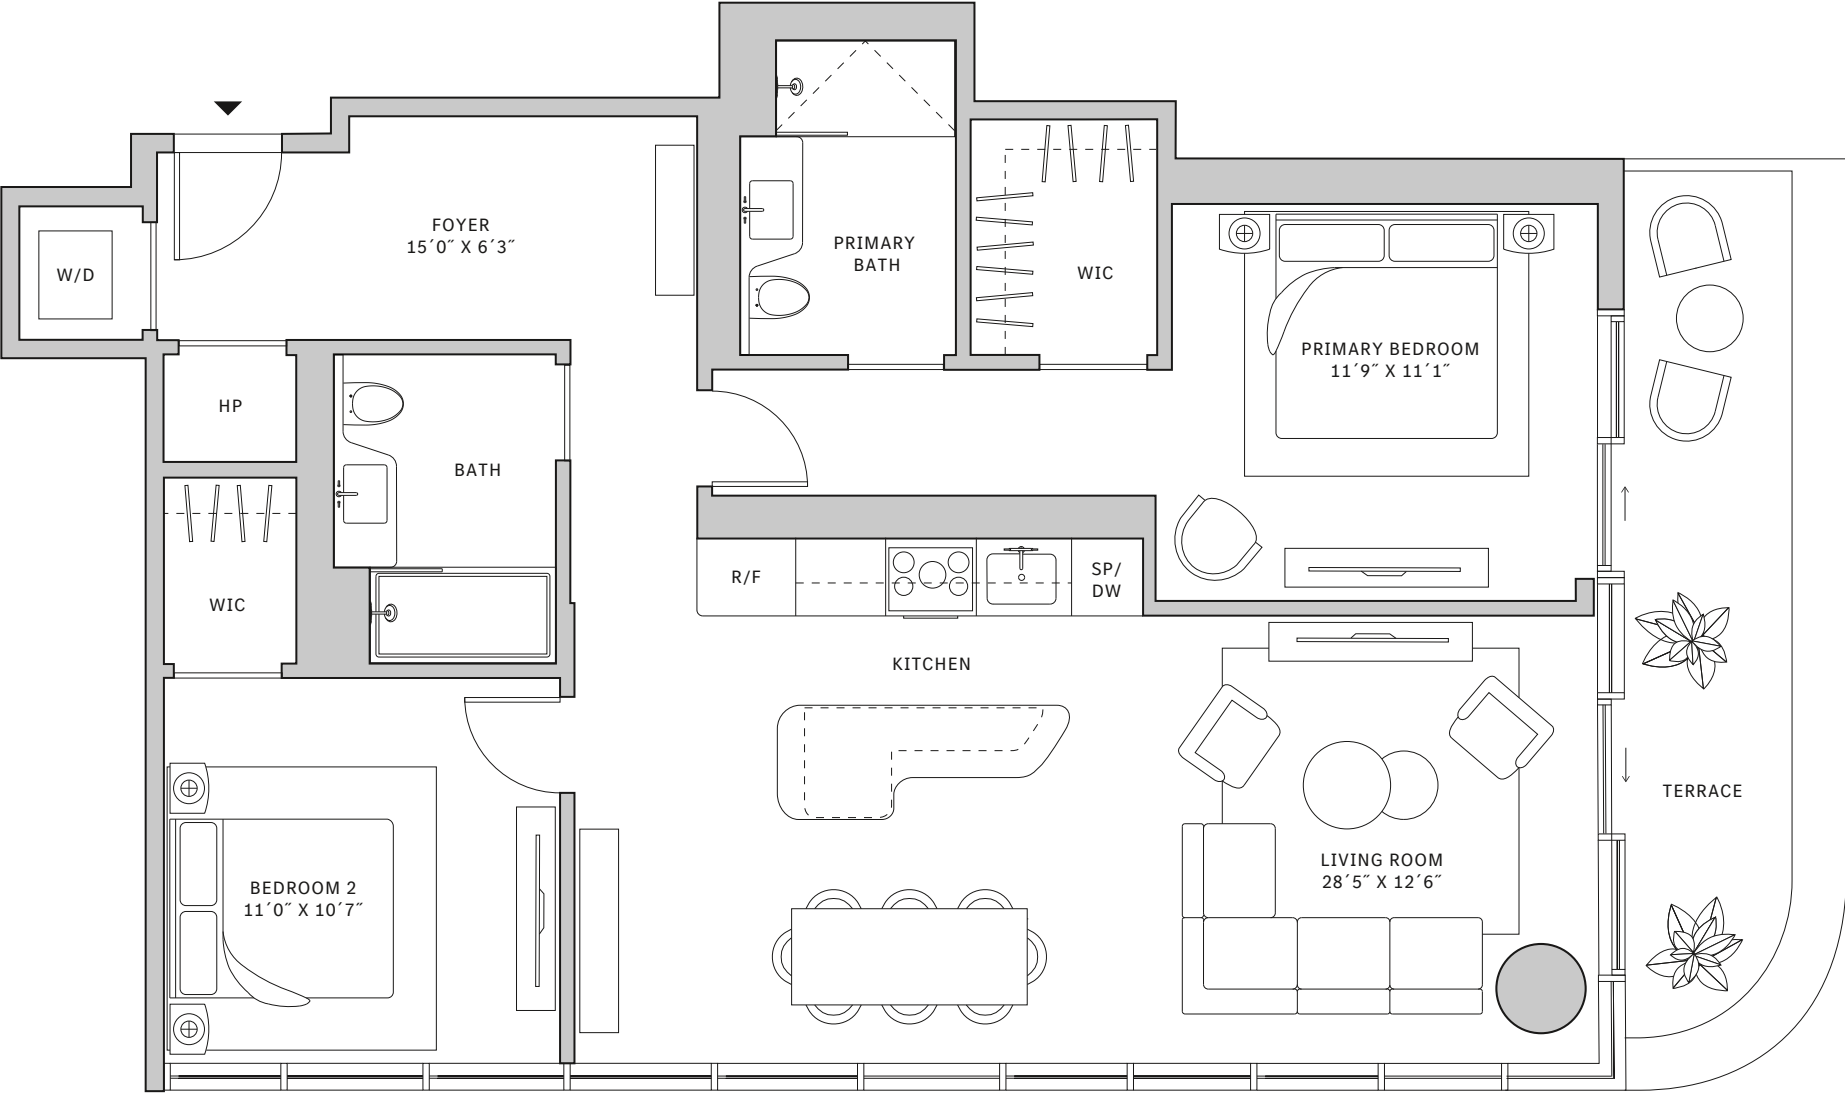 FOYER
15´0˝ X 6´3˝
W/D
PRIMARY
BATH
WIC
PRIMARY BEDROOM
11´9˝ X 11´1˝
HP
BATH
WIC
R/F
SP/
DW
KITCHEN
TERRACE
LIVING ROOM
28´5˝ X 12´6˝
BEDROOM 2
11´0˝ X 10´7˝